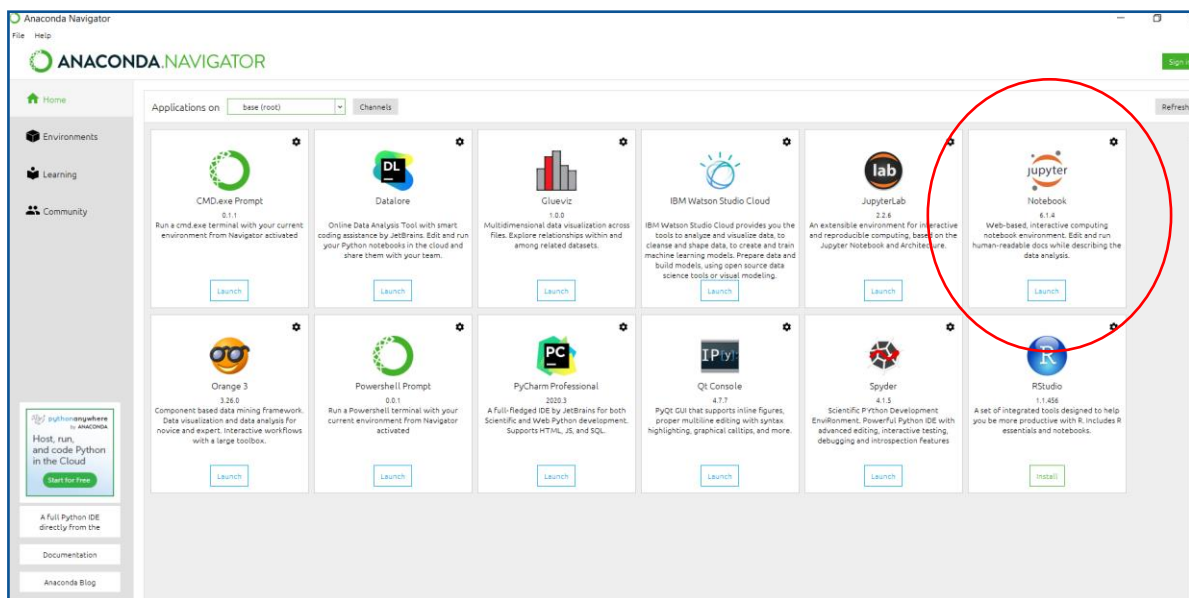 Anaconda Navigator
File Help
ANACONDA.NAVIGATOR
Sign in
Home
Environments
Learning
Community
Applications on base (root) Channels
Refresh
CMD.exe Prompt
0.1.1
Run a cmd.exe terminal with your current
environment from Navigator activated
Launch
DL
Datalore
Online Data Analysis Tool with smart
coding assistance by JetBrains. Edit and run
your Python notebooks in the cloud and
share them with your team.
Launch
Glueviz
1.0.0
Multidimensional data visualization across
files. Explore relationships within and
among related datasets.
Launch
IBM Watson Studio Cloud
IBM Watson Studio Cloud provides you the
tools to analyze and visualize data, to
cleanse and shape data, to create and train
machine learning models. Prepare data and
build models, using open source data
science tools or visual modeling.
Launch
lab
JupyterLab
2.2.6
An extensible environment for interactive
and reproducible computing, based on the
Jupyter Notebook and Architecture.
Launch
jupyter
Notebook
6.1.4
Web-based, interactive computing
notebook environment. Edit and run
human-readable docs while describing the
data analysis.
Launch
Orange 3
3.26.0
Component based data mining framework.
Data visualization and data analysis for
novice and expert. Interactive workflows
with a large toolbox.
Launch
Powershell Prompt
0.0.1
Run a Powershell terminal with your
current environment from Navigator
activated
Launch
PC
PyCharm Professional
2020.3
A full-fledged IDE by JetBrains for both
Scientific and Web Python development.
Supports HTML, JS, and SQL.
Launch
IP[y]:
Qt Console
4.7.7
PyQt GUI that supports inline figures,
proper multiline editing with syntax
highlighting, graphical calltips, and more.
Launch
Spyder
4.1.5
Scientific PYthon Development
EnviRonment. Powerful Python IDE with
advanced editing, interactive testing,
debugging and introspection features
Launch
R
RStudio
1.1.456
A set of integrated tools designed to help
you be more productive with R. Includes R
essentials and notebooks.
Install
pythonanywhere
by ANACONDA
Host, run,
and code Python
in the Cloud
Start for Free
A full Python IDE
directly from the
Documentation
Anaconda Blog